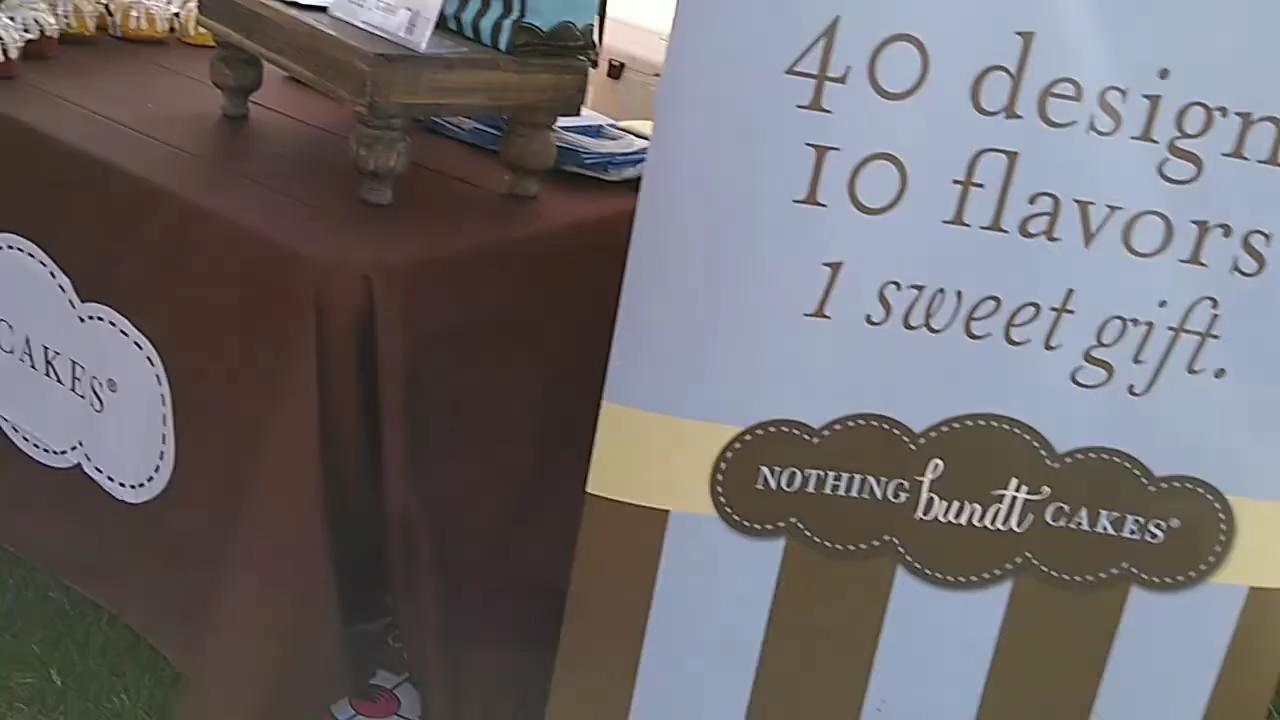 40 design
10 flavors
1 sweet gift.
NOTHING bundt CAKES®
CAKES®